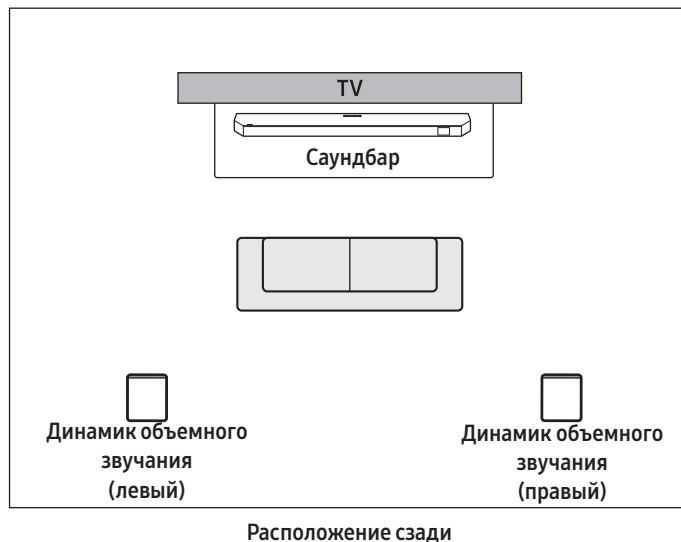 TV
Саундбар
Динамик объемного
звучания
(левый)
Динамик объемного
звучания
(правый)
Расположение сзади